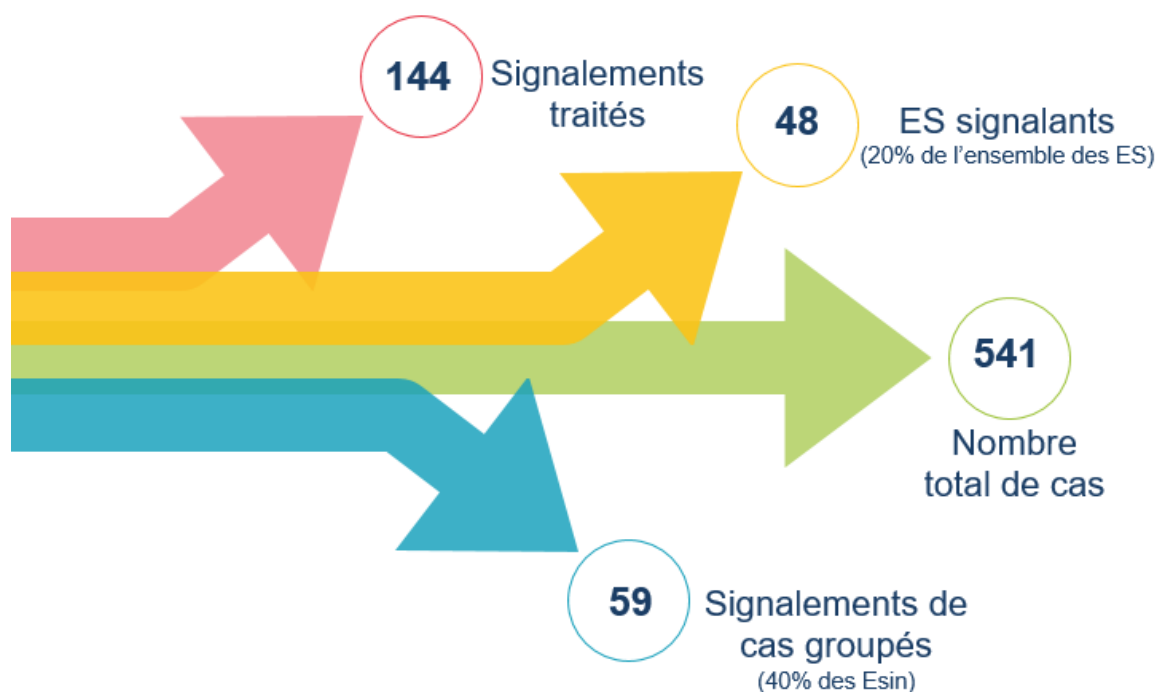 144
Signalements
traités
48
ES signalants
(20% de l'ensemble des ES)
541
Nombre
total de cas
59
Signalements de
cas groupés
(40% des Esin)